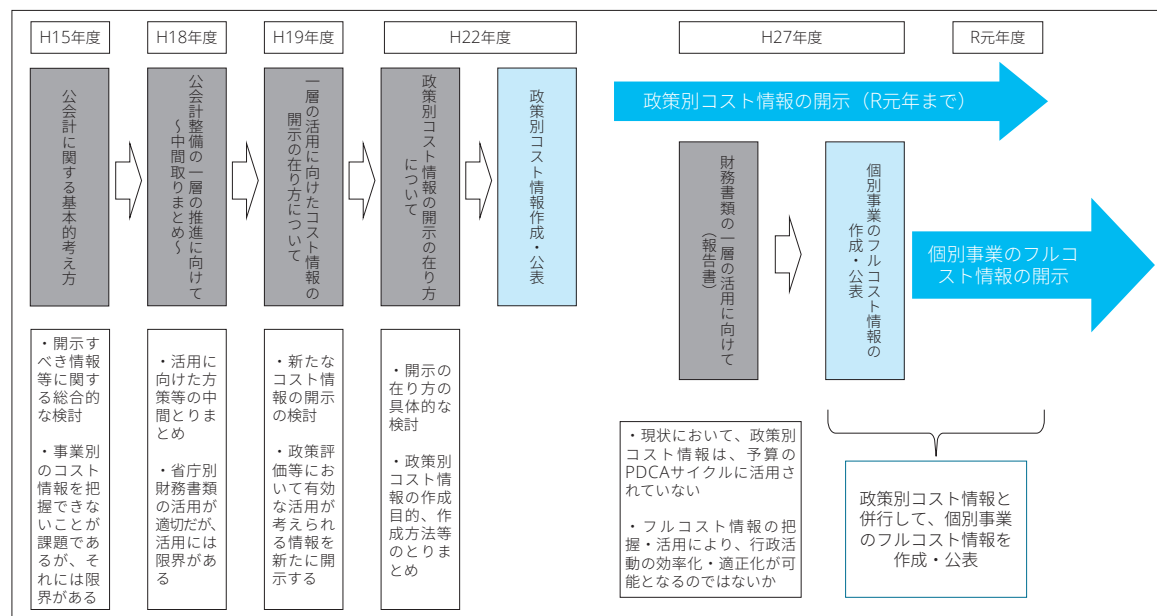 H15年度
H18年度
H19年度
H22年度
H27年度
R元年度
公会計に関する基本的考え方
公会計整備の一層の推進に向けて
～中間取りまとめ～
一層の活用に向けたコスト情報の
開示の在り方について
政策別コスト情報の開示の在り方
について
政策別コスト情報作成・公表
政策別コスト情報の開示（R元年まで）
財務書類の一層の活用に向けて
（報告書）
個別事業のフルコスト情報の
作成・公表
個別事業のフルコ
スト情報の開示
・開示す
べき情報
等に関す
る総合的
な検討
・事業別
のコスト
情報を把
握できな
いことが
課題であ
るが、そ
れには限
界がある
・活用に
向けた方
策等の中
間とりま
とめ
・省庁別
財務書類
の活用が
適切だが、
活用には
限界があ
る
・新たな
コスト情
報の開示
の検討
・政策評
価等にお
いて有効
な活用が
考えられ
る情報を
新たに開
示する
・開示の
在り方の
具体的な
検討
・政策別
コスト情
報の作成
目的、作
成方法等
のとりま
とめ
・現状において、政策別
コスト情報は、予算の
PDCAサイクルに活用され
ていない
・フルコスト情報の把
握・活用により、行政活
動の効率化・適正化が可
能となるのではないか
政策別コスト情報と
併行して、個別事業
のフルコスト情報を
作成・公表